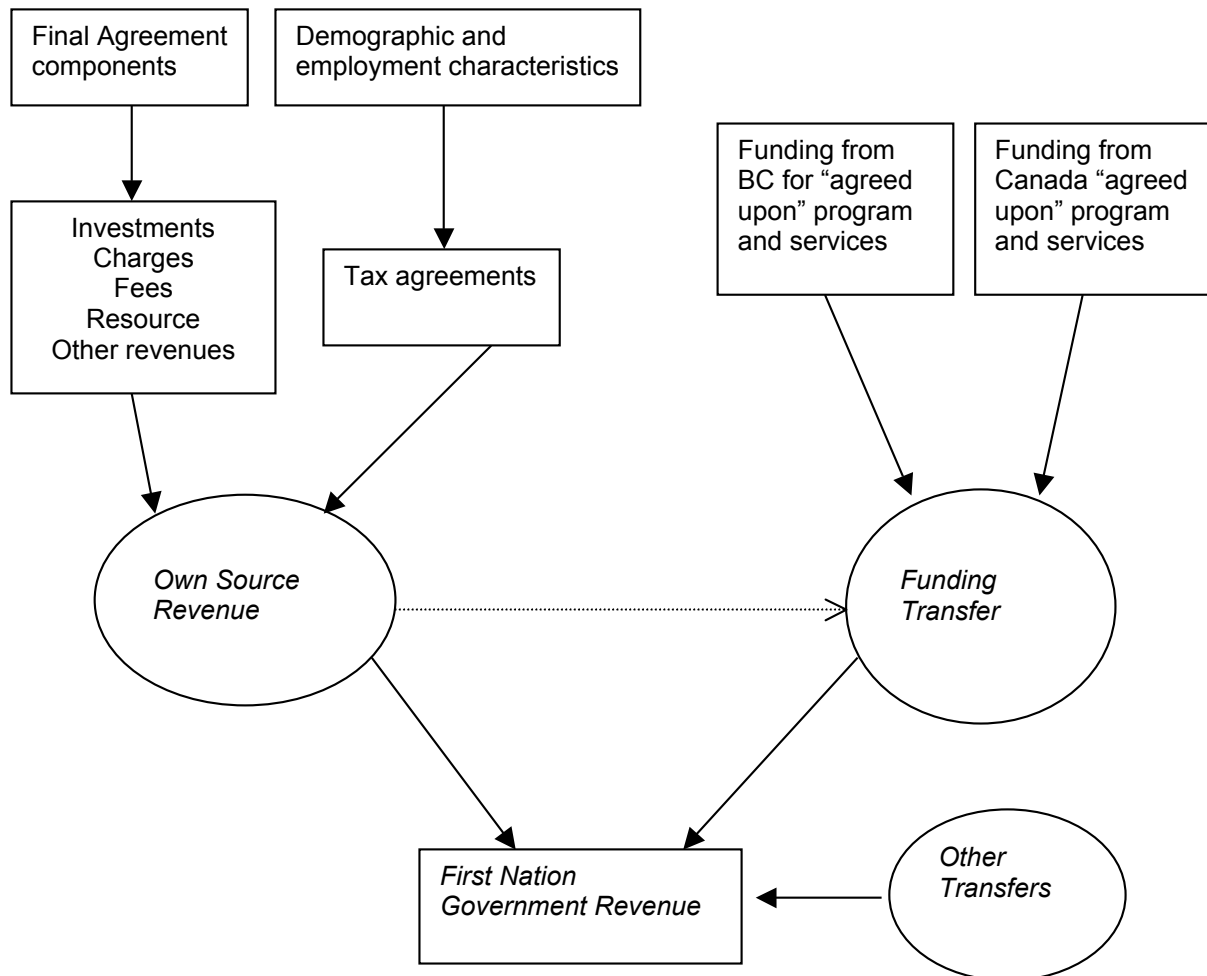 Final Agreement
components
Demographic and
employment characteristics
Funding from
BC for “agreed
upon” program
and services
Funding from
Canada “agreed
upon” program
and services
Investments
Charges
Fees
Resource
Other revenues
Tax agreements
Own Source
Revenue
Funding
Transfer
First Nation
Government Revenue
Other
Transfers